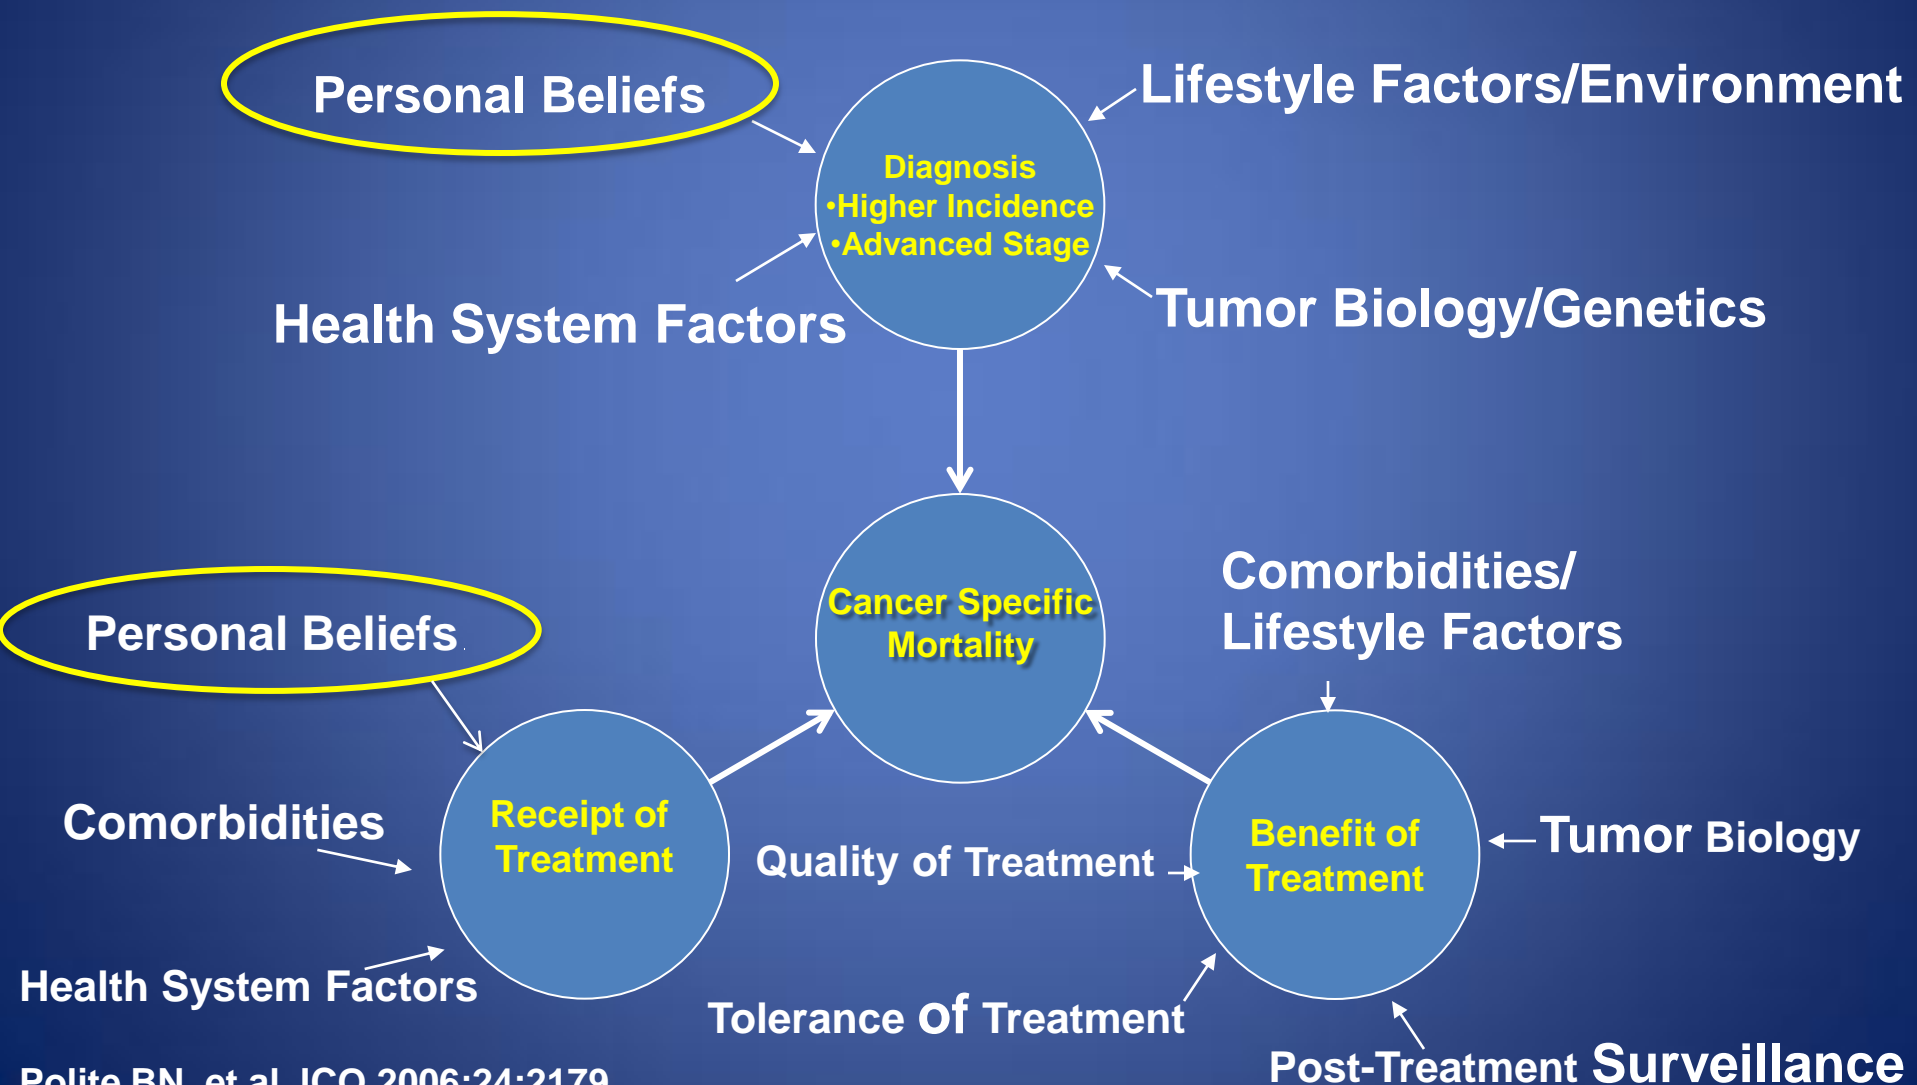 Personal Beliefs
Lifestyle Factors/Environment
Diagnosis
•Higher Incidence
•Advanced Stage
Health System Factors
Tumor Biology/Genetics
Cancer Specific
Mortality
Comorbidities/
Lifestyle Factors
Personal Beliefs.
Comorbidities
Receipt of
Treatment
Quality of Treatment
Benefit of
Treatment
Tumor Biology
Health System Factors
Tolerance of Treatment
Post-Treatment Surveillance
Polite BN, et al. JCO 2006;24:2179